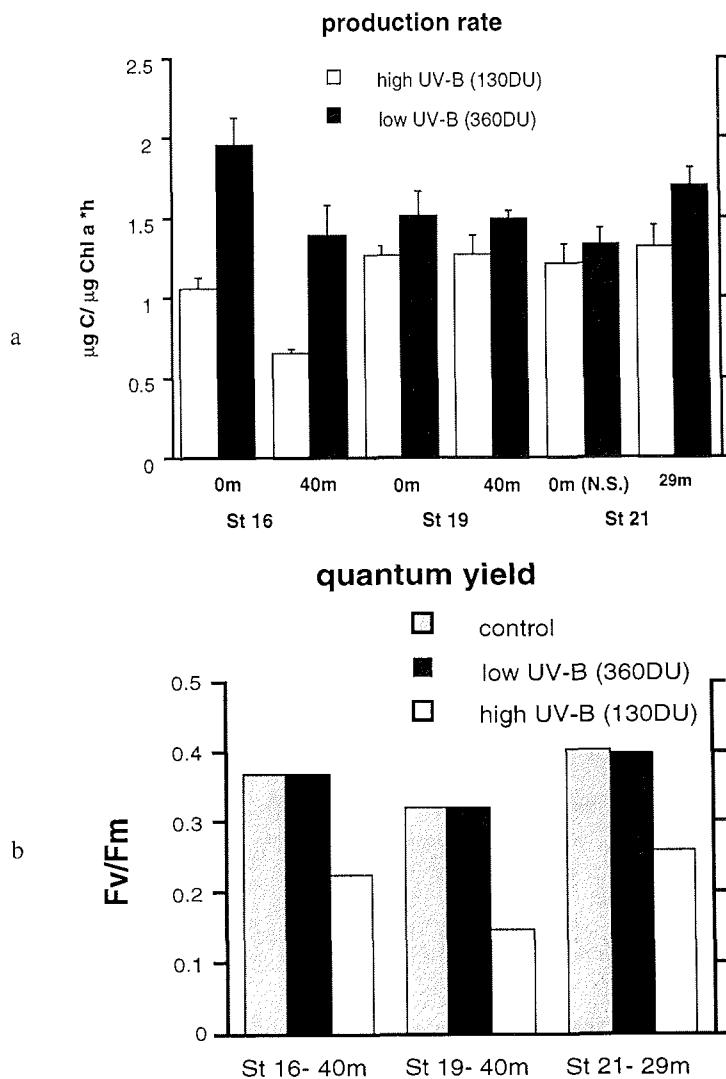 production rate
high UV-B (130DU)
low UV-B (360DU)
2.5
2
1.5
1
0.5
0
µg C/ µg Chl a *h
a
0m 40m 0m 40m 0m (N.S.) 29m
St 16 St 19 St 21
quantum yield
control
low UV-B (360DU)
high UV-B (130DU)
0.5
0.4
0.3
0.2
0.1
0
Fv/Fm
b
St 16- 40m St 19- 40m St 21- 29m